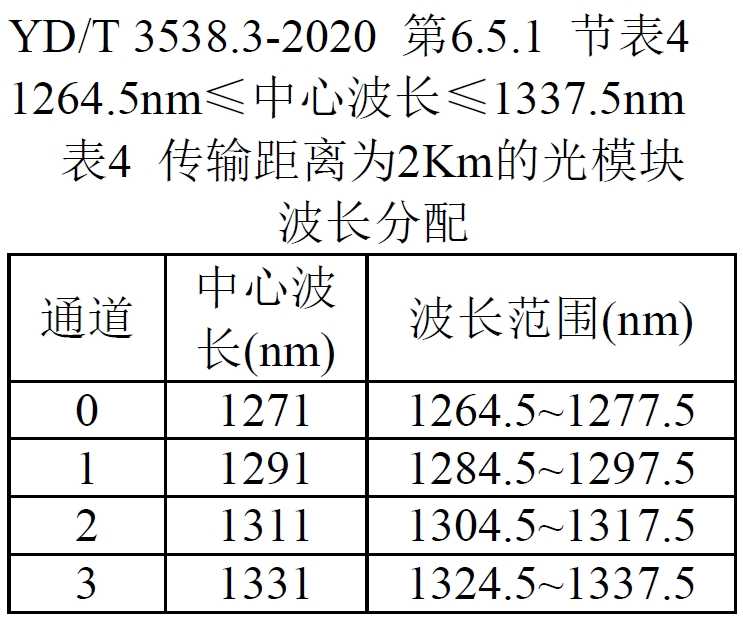 YD/T 3538.3-2020 第6.5.1 节表4
1264.5nm≤中心波长≤1337.5nm
表4 传输距离为2Km的光模块
波长分配
通道 中心波长(nm) 波长范围(nm)
0 1271 1264.5~1277.5
1 1291 1284.5~1297.5
2 1311 1304.5~1317.5
3 1331 1324.5~1337.5